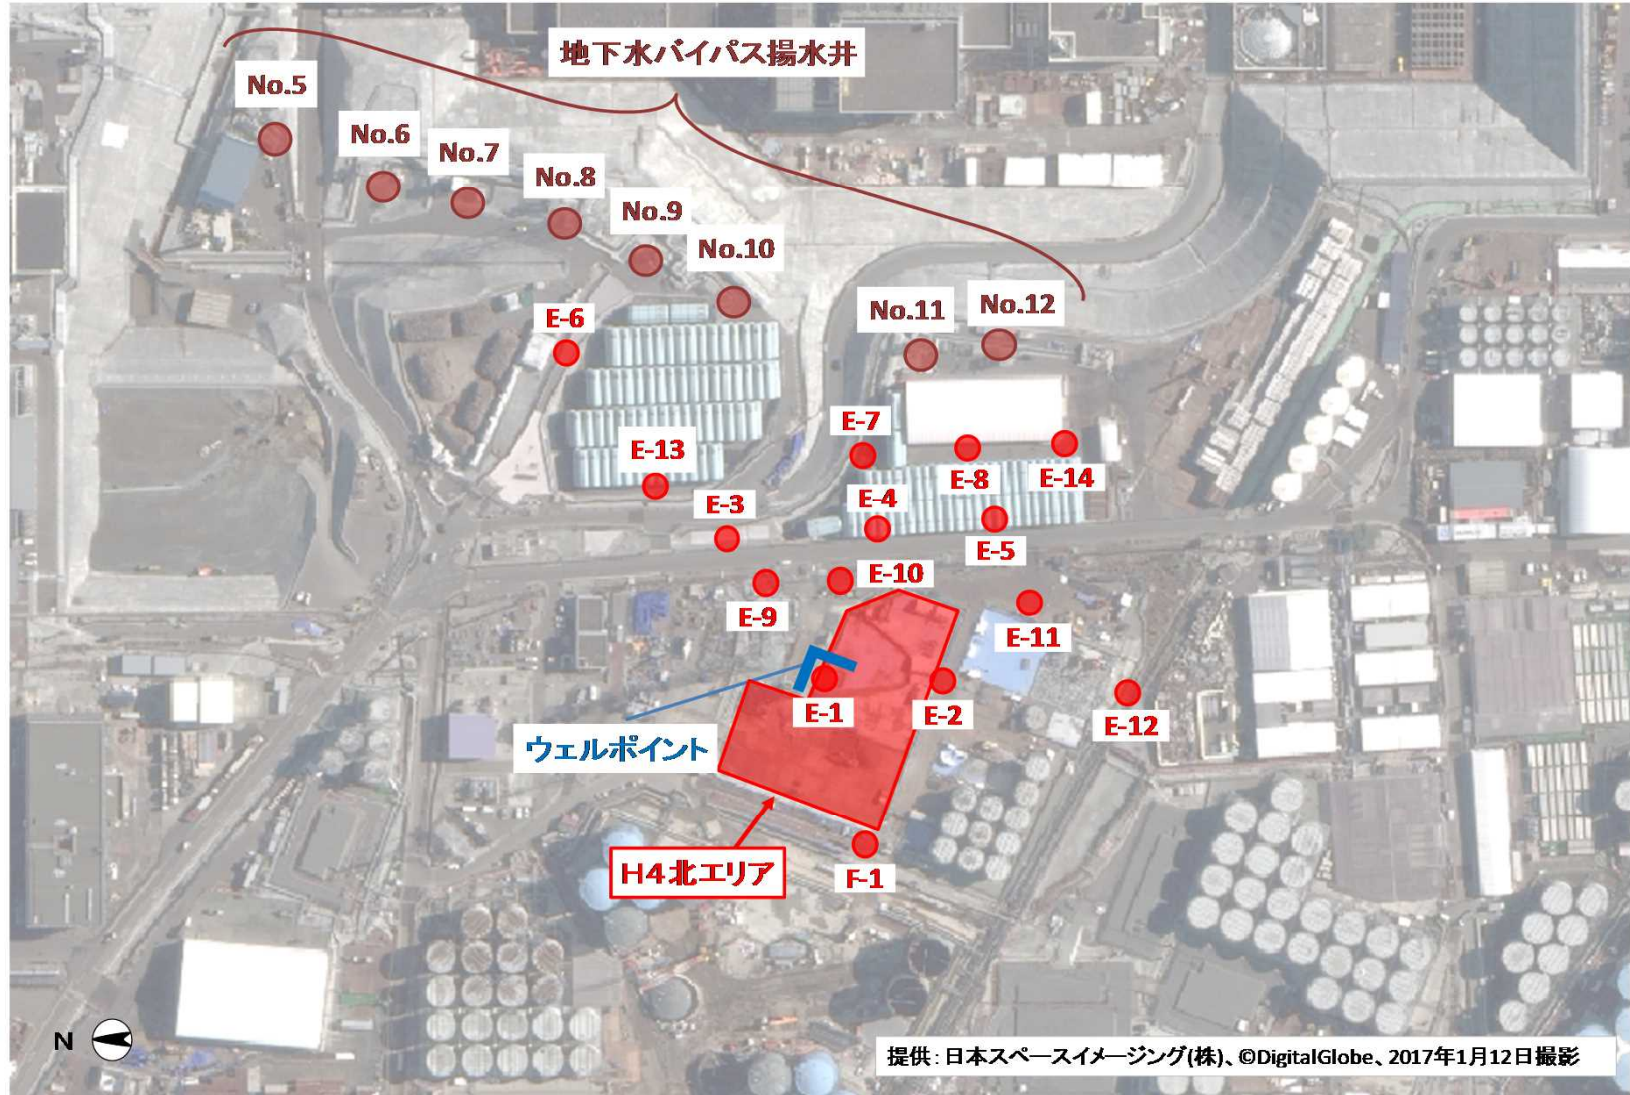 地下水バイパス揚水井
No.5
No.6
No.7
No.8
No.9
No.10
No.11
No.12
E-6
E-7
E-13
E-8
E-14
E-3
E-4
E-5
E-10
E-9
E-11
E-1
E-2
E-12
ウェルポイント
H4北エリア
F-1
N
提供：日本スペースイメージング(株)、©DigitalGlobe、2017年1月12日撮影